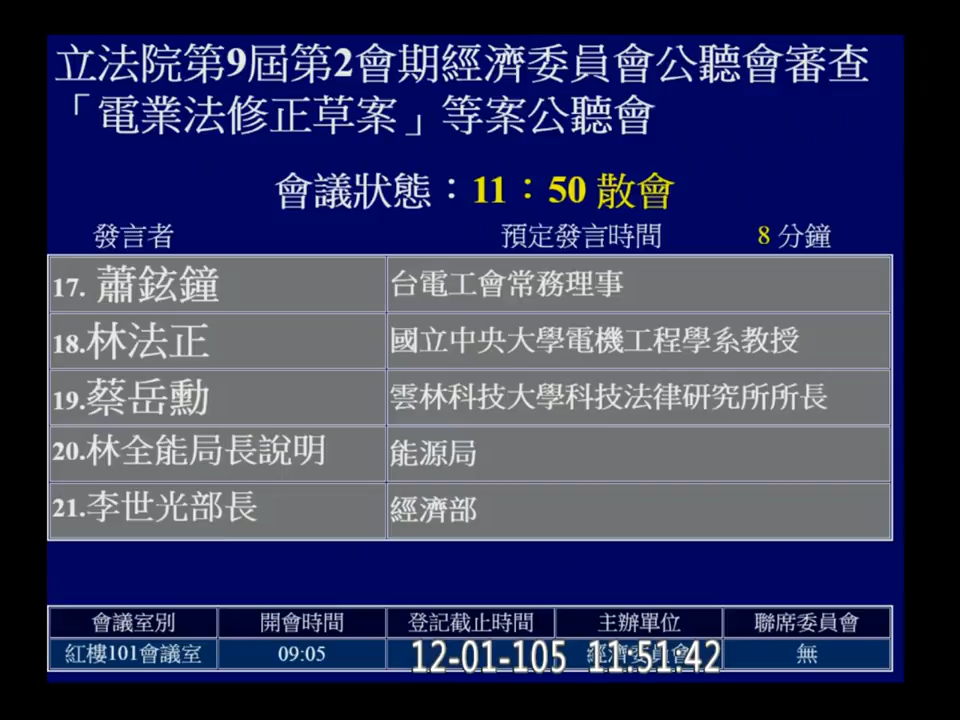 立法院第9屆第2會期經濟委員會公聽會審查
「電業法修正草案」等案公聽會
會議狀態：11：50 散會
發言者 預定發言時間 8 分鐘
17. 蕭鉉鐘 台電工會常務理事
18.林法正 國立中央大學電機工程學系教授
19.蔡岳勳 雲林科技大學科技法律研究所所長
20.林全能局長說明 能源局
21.李世光部長 經濟部
會議室別 開會時間 登記截止時間 主辦單位 聯席委員會
紅樓101會議室 09:05 經濟委員會 無
12-01-105 11:51:42